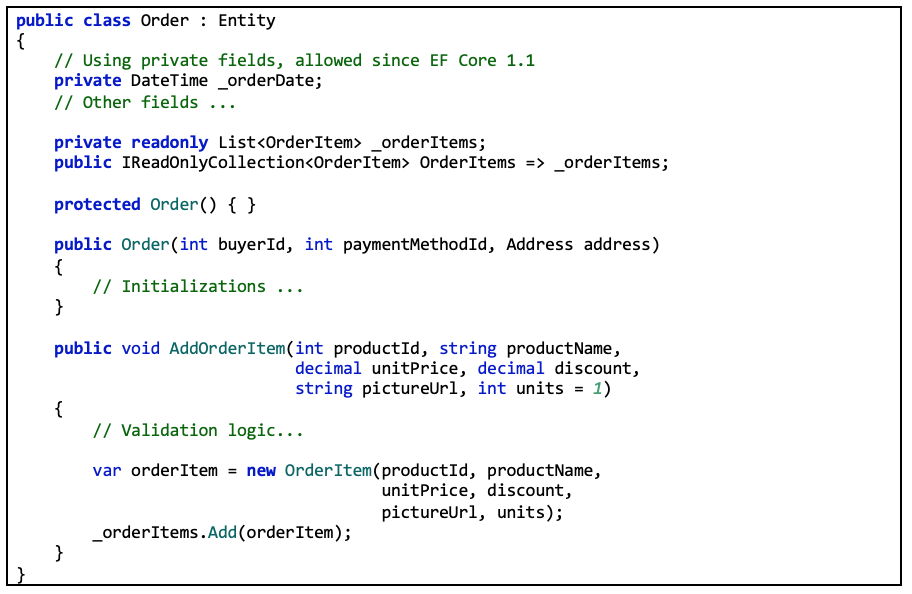 public class Order : Entity
{
    // Using private fields, allowed since EF Core 1.1
    private DateTime _orderDate;
    // Other fields ...

    private readonly List<OrderItem> _orderItems;
    public IReadOnlyCollection<OrderItem> OrderItems => _orderItems;

    protected Order() { }

    public Order(int buyerId, int paymentMethodId, Address address)
    {
        // Initializations ...
    }

    public void AddOrderItem(int productId, string productName,
                             decimal unitPrice, decimal discount,
                             string pictureUrl, int units = 1)
    {
        // Validation logic...

        var orderItem = new OrderItem(productId, productName,
                                      unitPrice, discount,
                                      pictureUrl, units);
        _orderItems.Add(orderItem);
    }
}